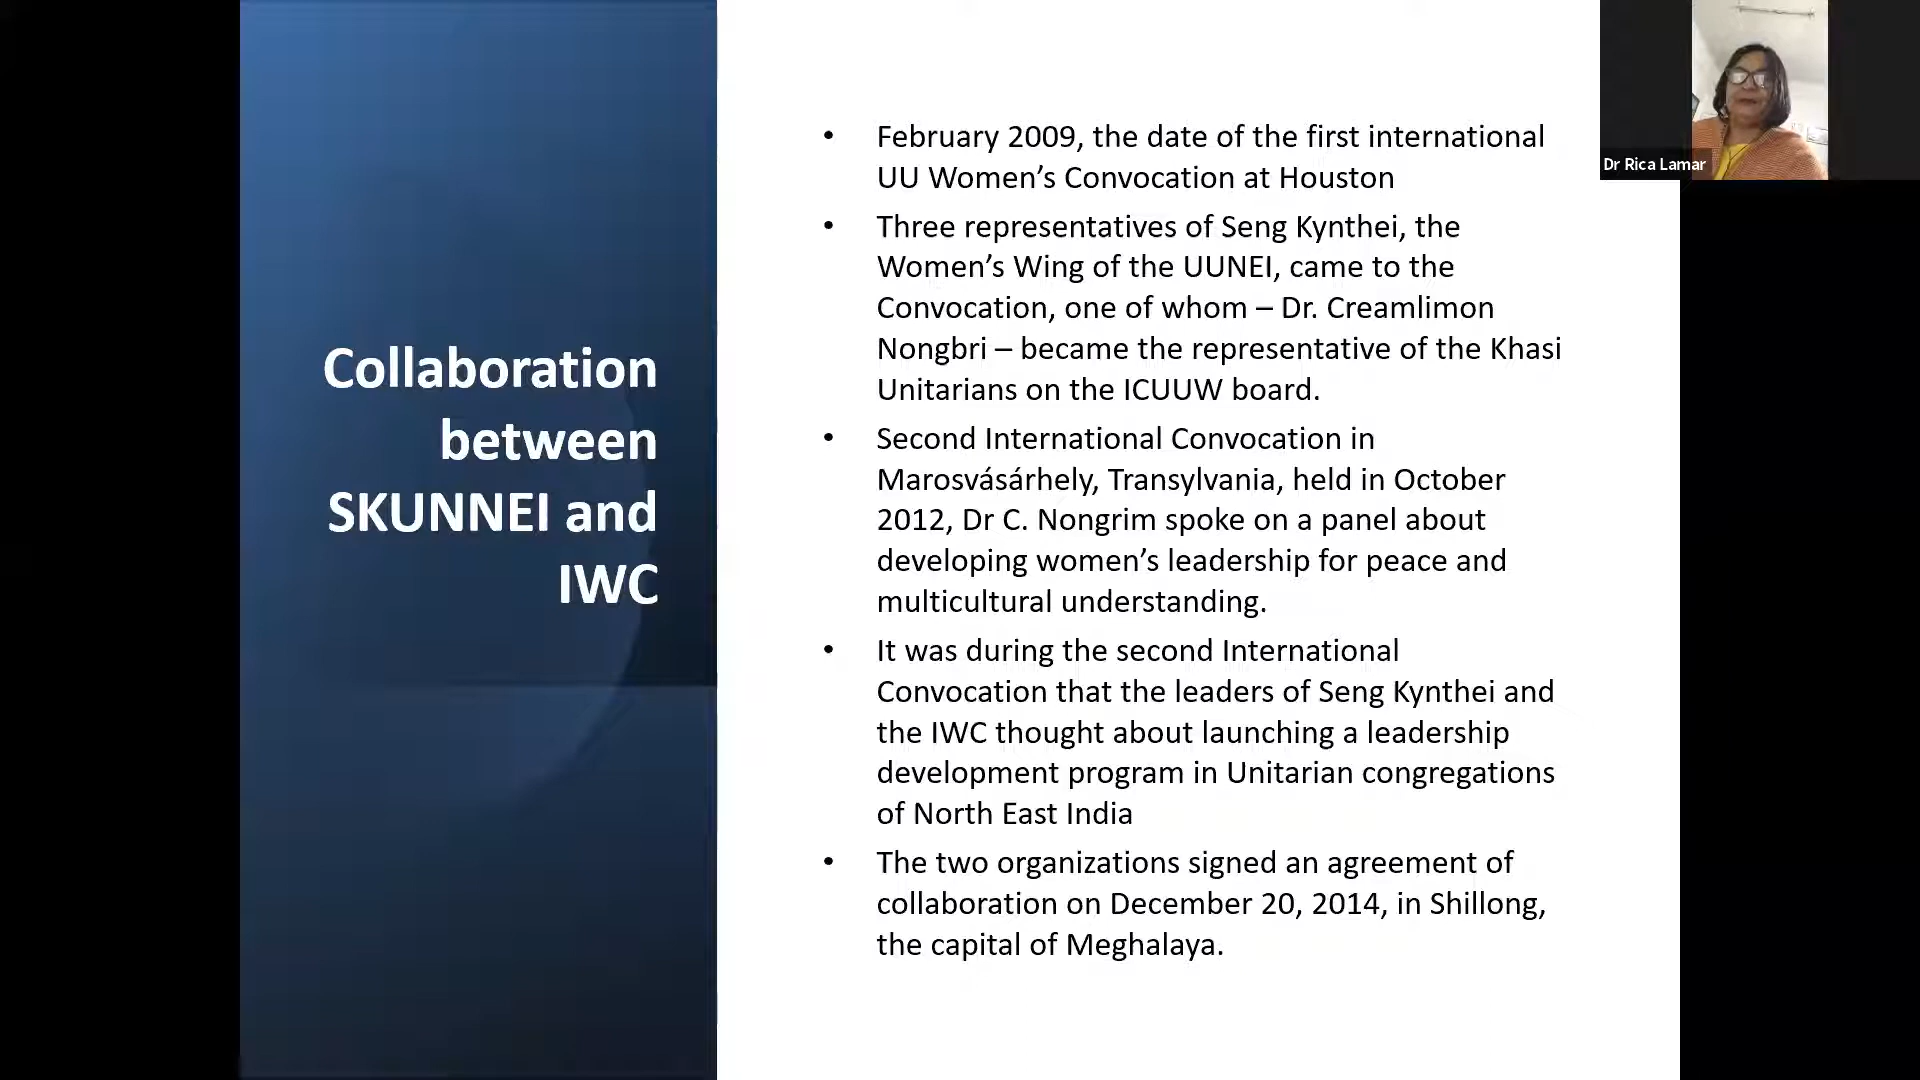 Collaboration
between
SKUNNEI and
IWC
• February 2009, the date of the first international
UU Women’s Convocation at Houston
• Three representatives of Seng Kynthei, the
Women’s Wing of the UUNEI, came to the
Convocation, one of whom – Dr. Creamlimon
Nongbri – became the representative of the Khasi
Unitarians on the ICUUW board.
• Second International Convocation in
Marosvásárhely, Transylvania, held in October
2012, Dr C. Nongrim spoke on a panel about
developing women’s leadership for peace and
multicultural understanding.
• It was during the second International
Convocation that the leaders of Seng Kynthei and
the IWC thought about launching a leadership
development program in Unitarian congregations
of North East India
• The two organizations signed an agreement of
collaboration on December 20, 2014, in Shillong,
the capital of Meghalaya.
Dr Rica Lamar